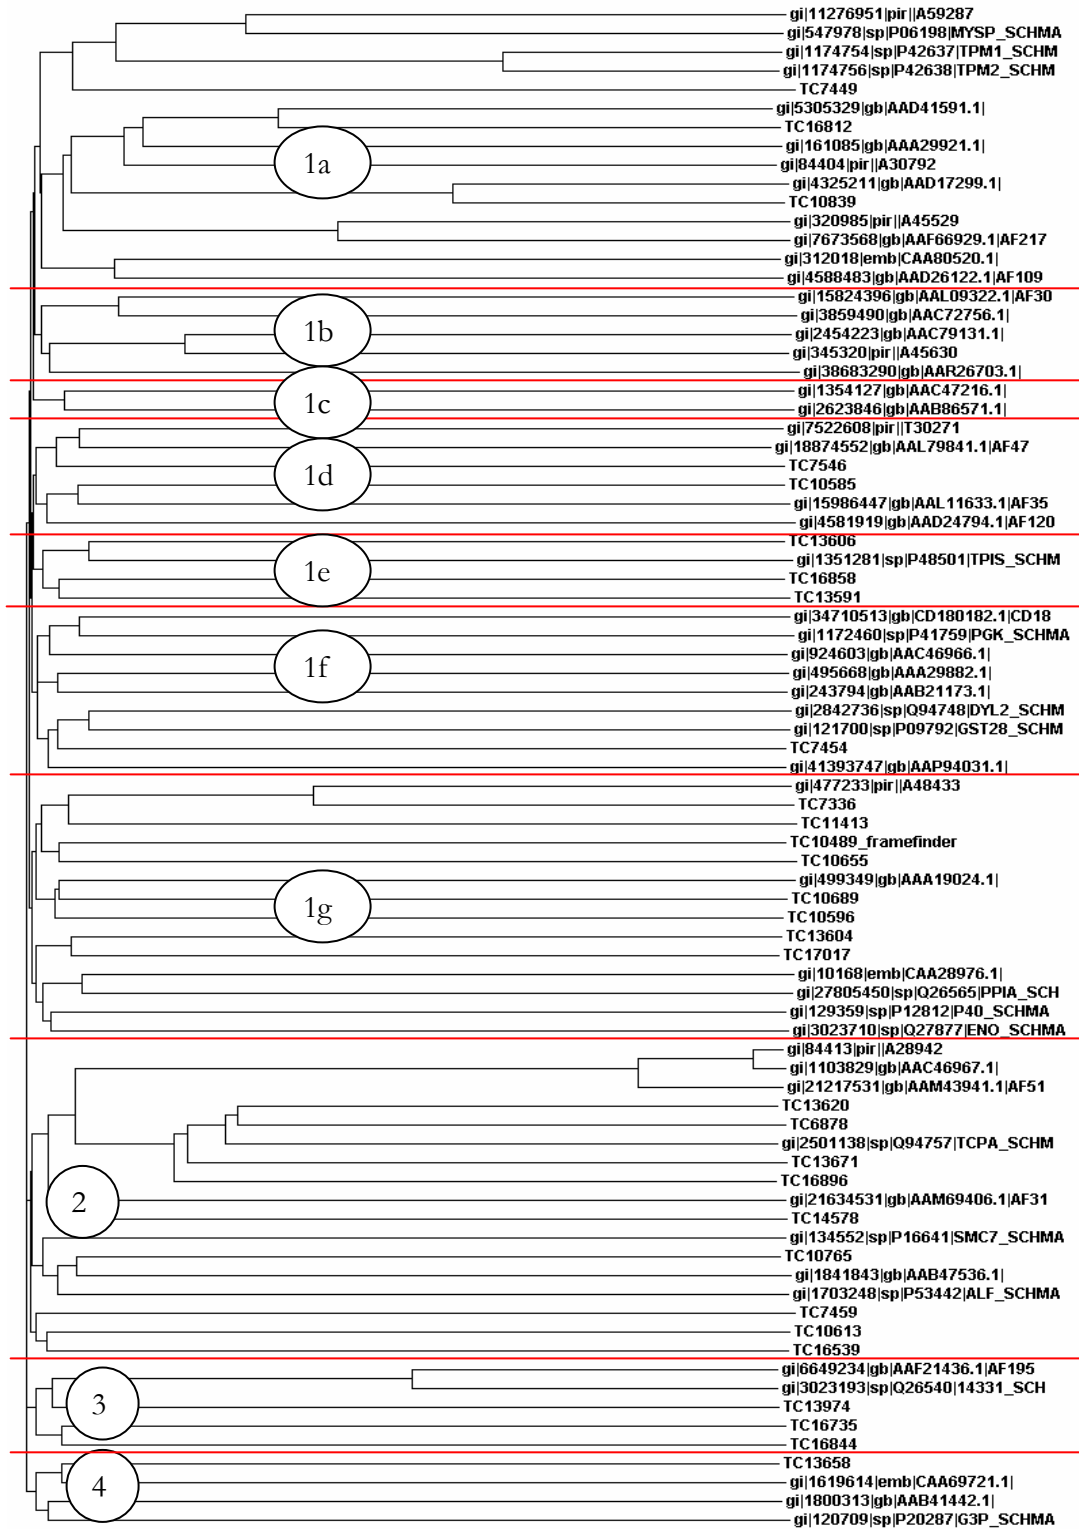 gi|11276951|pir||A59287
gi|547978|sp|P06198|MYSP_SCHMA
gi|1174754|sp|P42637|TPM1_SCHM
gi|1174756|sp|P42638|TPM2_SCHM
TC7449
gi|5305329|gb|AAD41591.1|
TC16812
gi|161085|gb|AAA29921.1|
1a
gi|84404|pir||A30792
gi|4325211|gb|AAD17299.1|
TC10839
gi|320985|pir||A45529
gi|7673568|gb|AAF66929.1|AF217
gi|312018|emb|CAA80520.1|
gi|4588483|gb|AAD26122.1|AF109
gi|15824396|gb|AAL09322.1|AF30
gi|3859490|gb|AAC72756.1|
1b
gi|2454223|gb|AAC79131.1|
gi|345320|pir||A45630
gi|38683290|gb|AAR26703.1|
gi|1354127|gb|AAC47216.1|
1c
gi|2623846|gb|AAB86571.1|
gi|7522608|pir||T30271
gi|18874552|gb|AAL79841.1|AF47
TC7546
1d
TC10585
gi|15986447|gb|AAL11633.1|AF35
gi|4581919|gb|AAD24794.1|AF120
TC13606
gi|1351281|sp|P48501|TPIS_SCHM
1e
TC16858
TC13591
gi|34710513|gb|CD180182.1|CD18
gi|1172460|sp|P41759|PGK_SCHMA
gi|924603|gb|AAC46966.1|
1f
gi|495668|gb|AAA29882.1|
gi|243794|gb|AAB21173.1|
gi|2842736|sp|Q94748|DYL2_SCHM
gi|121700|sp|P09792|GST28_SCHM
TC7454
gi|41393747|gb|AAP94031.1|
gi|477233|pir||A48433
TC7336
TC11413
TC10489_framefinder
TC10655
gi|499349|gb|AAA19024.1|
TC10689
1g
TC10596
TC13604
TC17017
gi|10168|emb|CAA28976.1|
gi|27805450|sp|Q26565|PPIA_SCH
gi|129359|sp|P12812|P40_SCHMA
gi|3023710|sp|Q27877|ENO_SCHMA
gi|84413|pir||A28942
gi|1103829|gb|AAC46967.1|
gi|21217531|gb|AAM43941.1|AF51
TC13620
TC6878
gi|2501138|sp|Q94757|TCPA_SCHM
TC13671
TC16896
2
gi|21634531|gb|AAM69406.1|AF31
TC14578
gi|134552|sp|P16641|SMC7_SCHMA
TC10765
gi|1841843|gb|AAB47536.1|
gi|1703248|sp|P53442|ALF_SCHMA
TC7459
TC10613
TC16539
gi|6649234|gb|AAF21436.1|AF195
gi|3023193|sp|Q26540|14331_SCH
3
TC13974
TC16735
TC16844
TC13658
gi|1619614|emb|CAA69721.1|
4
gi|1800313|gb|AAB41442.1|
gi|120709|sp|P20287|G3P_SCHMA